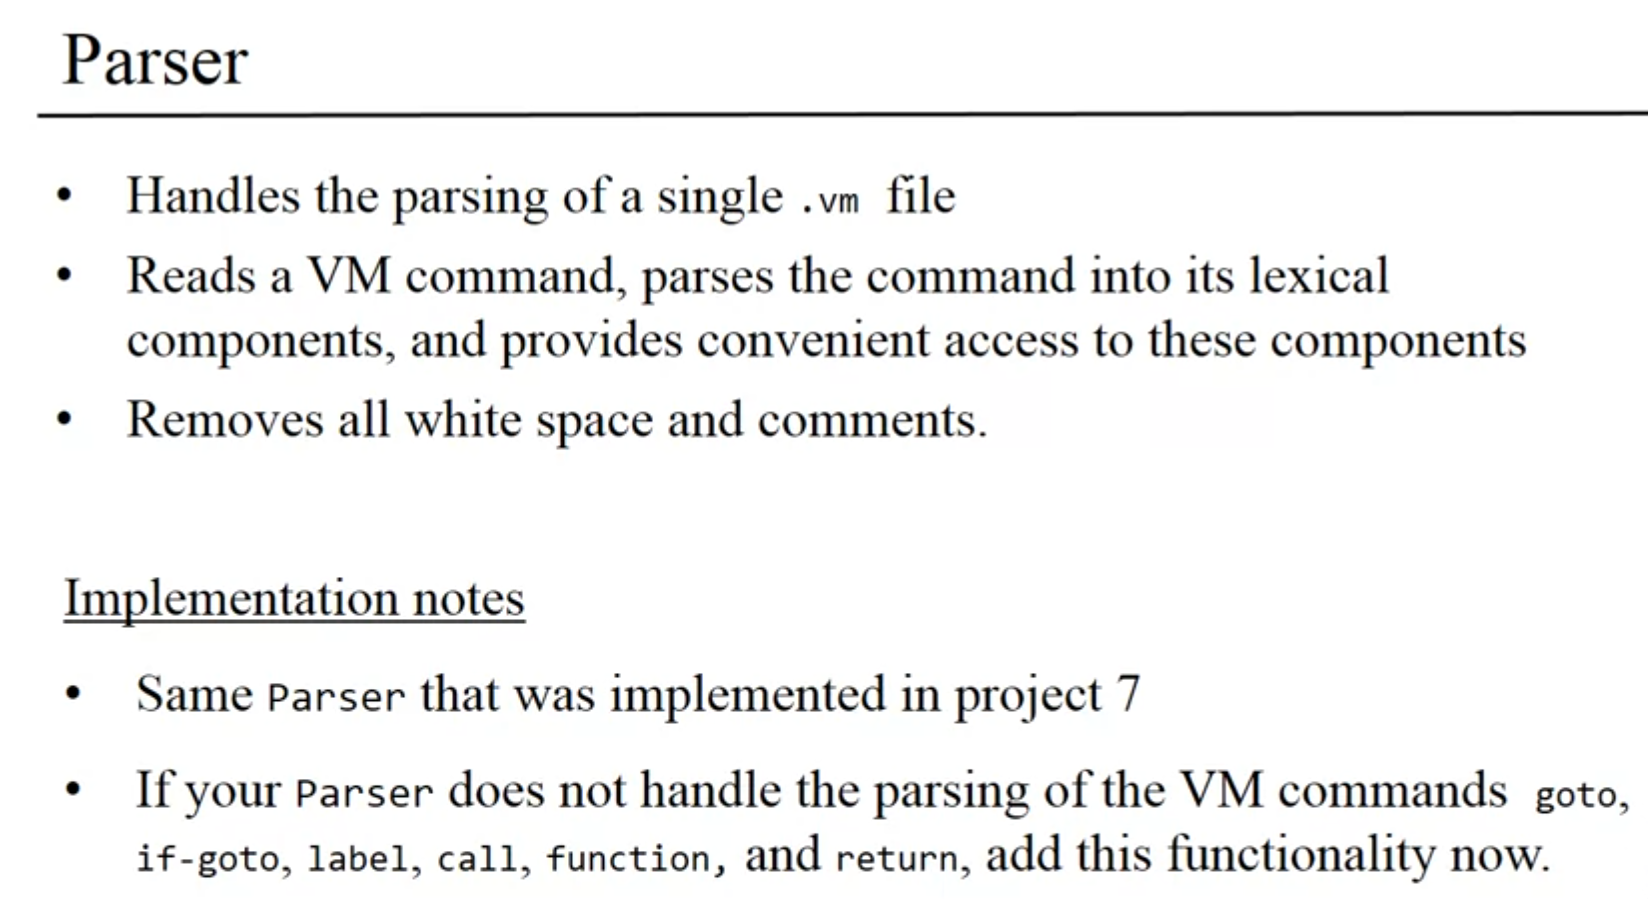 Parser
• Handles the parsing of a single .vm file
• Reads a VM command, parses the command into its lexical
components, and provides convenient access to these components
• Removes all white space and comments.
Implementation notes
• Same Parser that was implemented in project 7
• If your Parser does not handle the parsing of the VM commands goto,
if-goto, label, call, function, and return, add this functionality now.